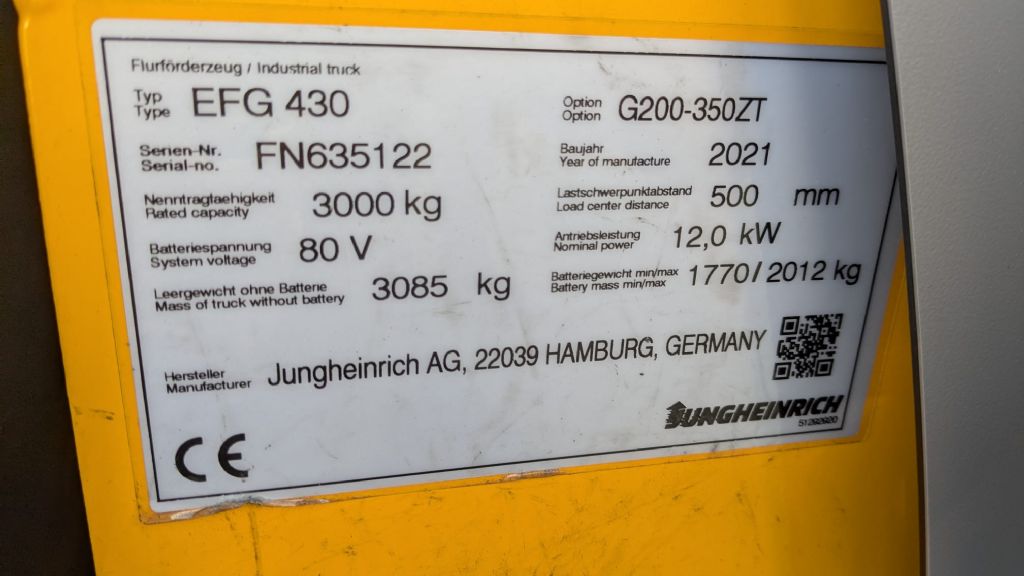 Flurförderzeug / Industrial truck
Typ
Type EFG 430
Option
Option G200-350ZT
Serien-Nr.
Serial-no. FN635122
Baujahr
Year of manufacture 2021
Nenntragfaehigkeit
Rated capacity 3000 kg
Lastschwerpunktabstand
Load center distance 500 mm
Batteriespannung
System voltage 80 V
Antriebsleistung
Nominal power 12,0 kW
Leergewicht ohne Batterie
Mass of truck without battery 3085 kg
Batteriegewicht min/max
Battery mass min/max 1770/2012 kg
Hersteller
Manufacturer Jungheinrich AG, 22039 HAMBURG, GERMANY
JUNGHEINRICH
CE